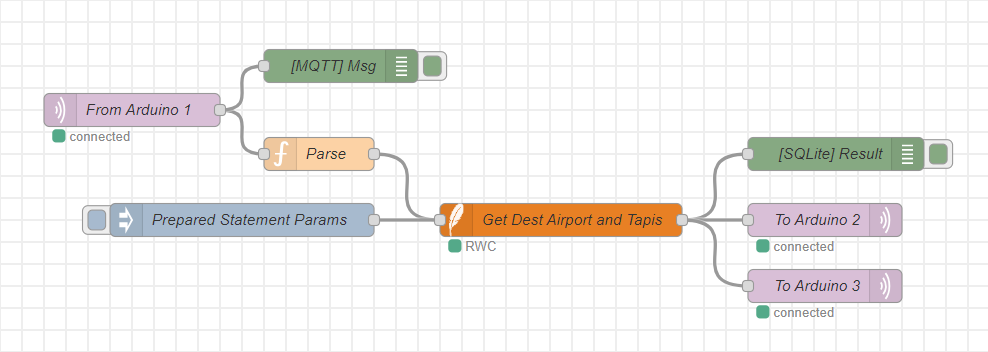 [MQTT] Msg
From Arduino 1
connected
Parse
[SQLite] Result
Prepared Statement Params
Get Dest Airport and Tapis
RWC
To Arduino 2
connected
To Arduino 3
connected